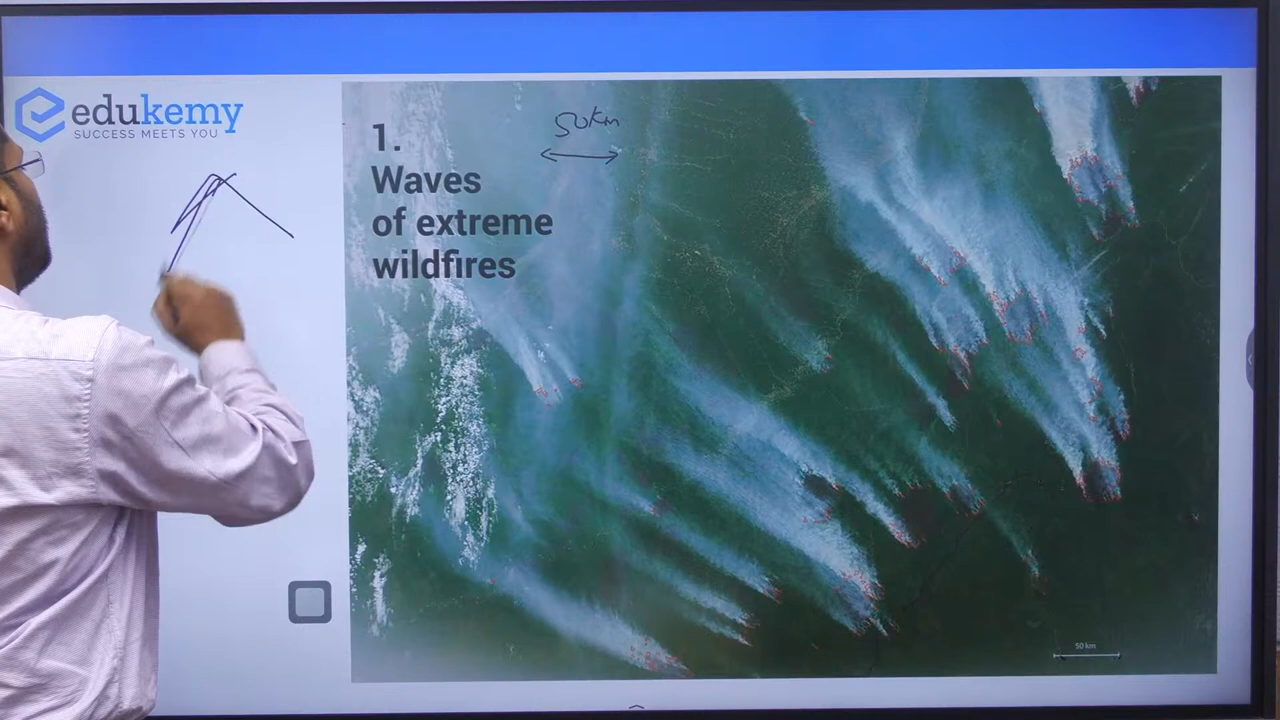 edukemy
SUCCESS MEETS YOU
50km
1.
Waves
of extreme
wildfires
50 km